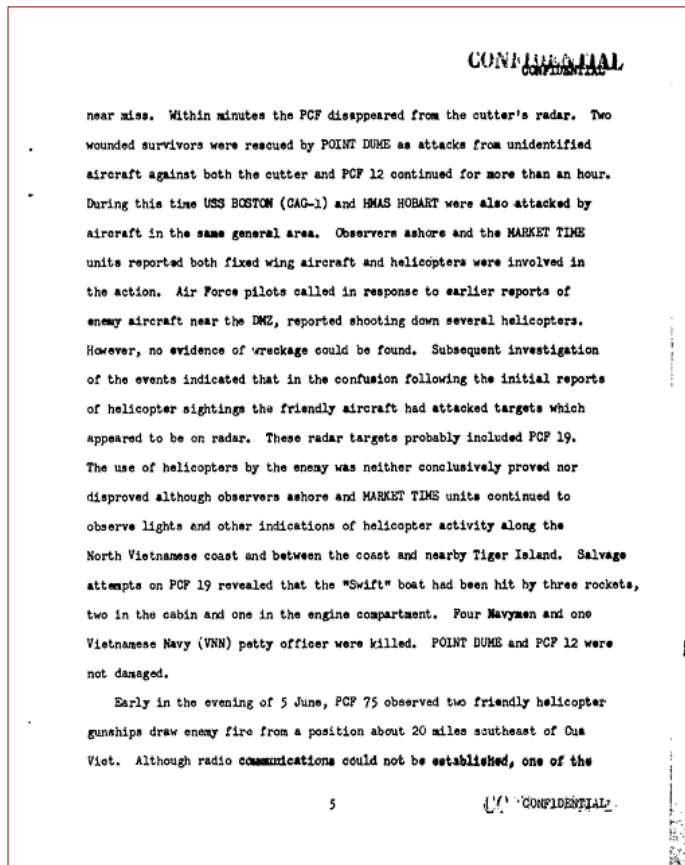 CONFIDENTIAL
CONFIDENTIAL
near miss. Within minutes the PCF disappeared from the cutter's radar. Two
wounded survivors were rescued by POINT DUME as attacks from unidentified
aircraft against both the cutter and PCF 12 continued for more than an hour.
During this time USS BOSTON (CAG-1) and HMAS HOBART were also attacked by
aircraft in the same general area. Observers ashore and the MARKET TIME
units reported both fixed wing aircraft and helicopters were involved in
the action. Air Force pilots called in response to earlier reports of
enemy aircraft near the DMZ, reported shooting down several helicopters.
However, no evidence of wreckage could be found. Subsequent investigation
of the events indicated that in the confusion following the initial reports
of helicopter sightings the friendly aircraft had attacked targets which
appeared to be on radar. These radar targets probably included PCF 19.
The use of helicopters by the enemy was neither conclusively proved nor
disproved although observers ashore and MARKET TIME units continued to
observe lights and other indications of helicopter activity along the
North Vietnamese coast and between the coast and nearby Tiger Island. Salvage
attempts on PCF 19 revealed that the "Swift" boat had been hit by three rockets,
two in the cabin and one in the engine compartment. Four Navymen and one
Vietnamese Navy (VNN) petty officer were killed. POINT DUME and PCF 12 were
not damaged.
Early in the evening of 5 June, PCF 75 observed two friendly helicopter
gunships draw enemy fire from a position about 20 miles southeast of Cua
Viet. Although radio communications could not be established, one of the
5
CONFIDENTIAL